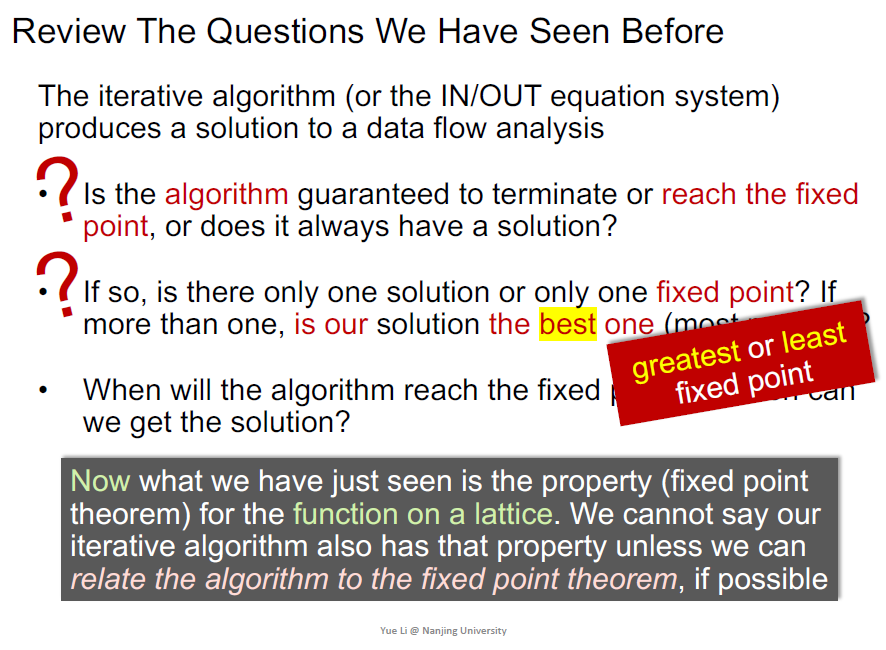 Review The Questions We Have Seen Before
The iterative algorithm (or the IN/OUT equation system)
produces a solution to a data flow analysis
? • Is the algorithm guaranteed to terminate or reach the fixed
point, or does it always have a solution?
? • If so, is there only one solution or only one fixed point? If
more than one, is our solution the best one (most ?
greatest or least
fixed point
• When will the algorithm reach the fixed can
we get the solution?
Now what we have just seen is the property (fixed point
theorem) for the function on a lattice. We cannot say our
iterative algorithm also has that property unless we can
relate the algorithm to the fixed point theorem, if possible
Yue Li @ Nanjing University